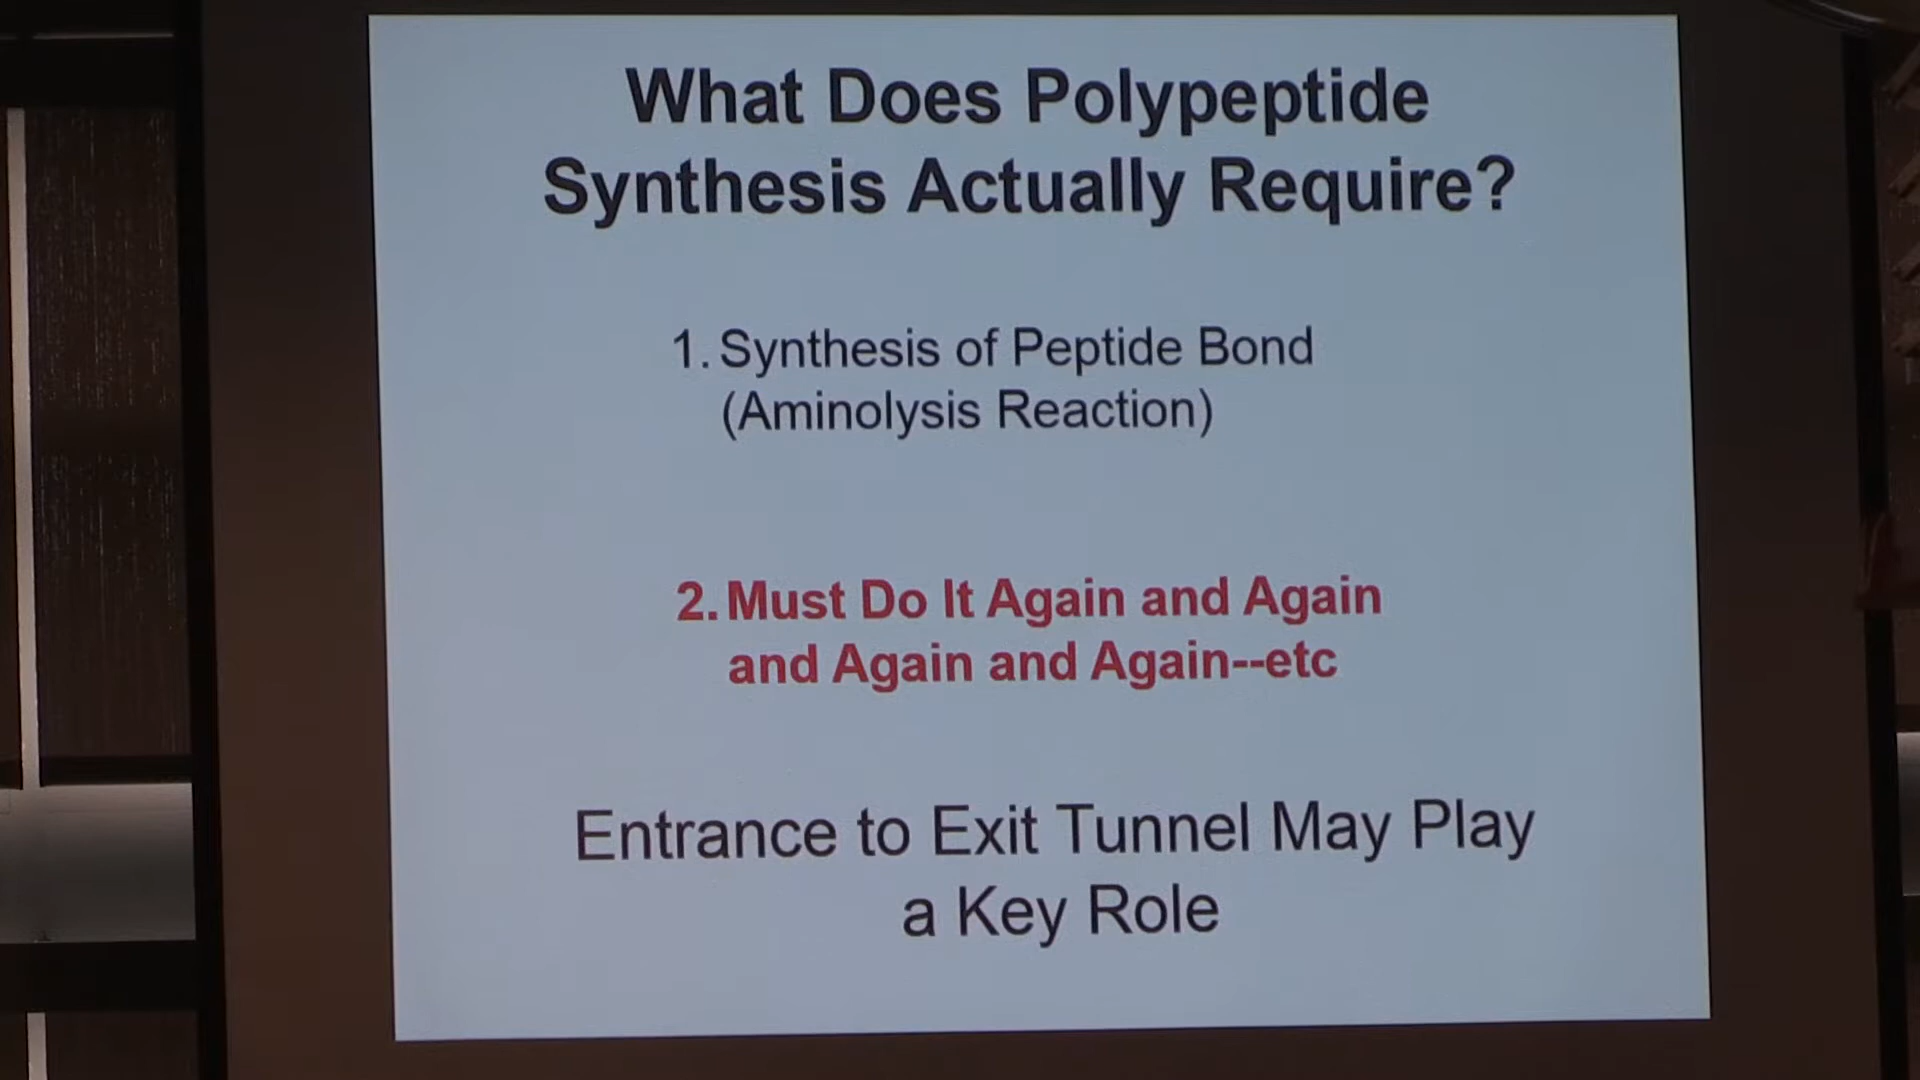 What Does Polypeptide
Synthesis Actually Require?
1. Synthesis of Peptide Bond
(Aminolysis Reaction)
2. Must Do It Again and Again
and Again and Again--etc
Entrance to Exit Tunnel May Play
a Key Role